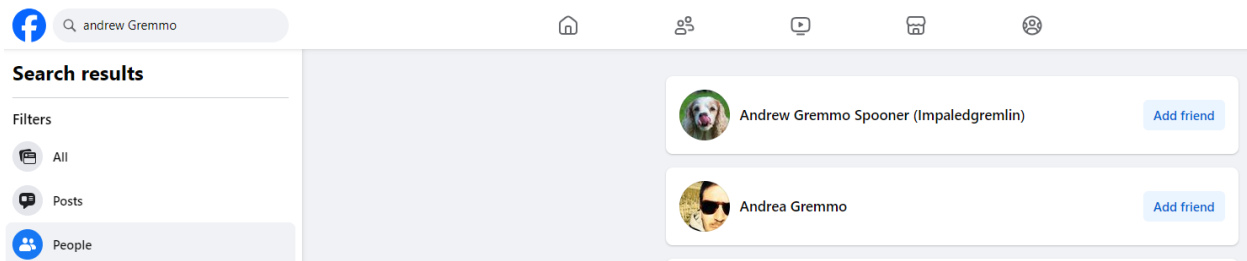 andrew Gremmo
Search results
Filters
All
Posts
People
Andrew Gremmo Spooner (Impaledgremlin)
Add friend
Andrea Gremmo
Add friend